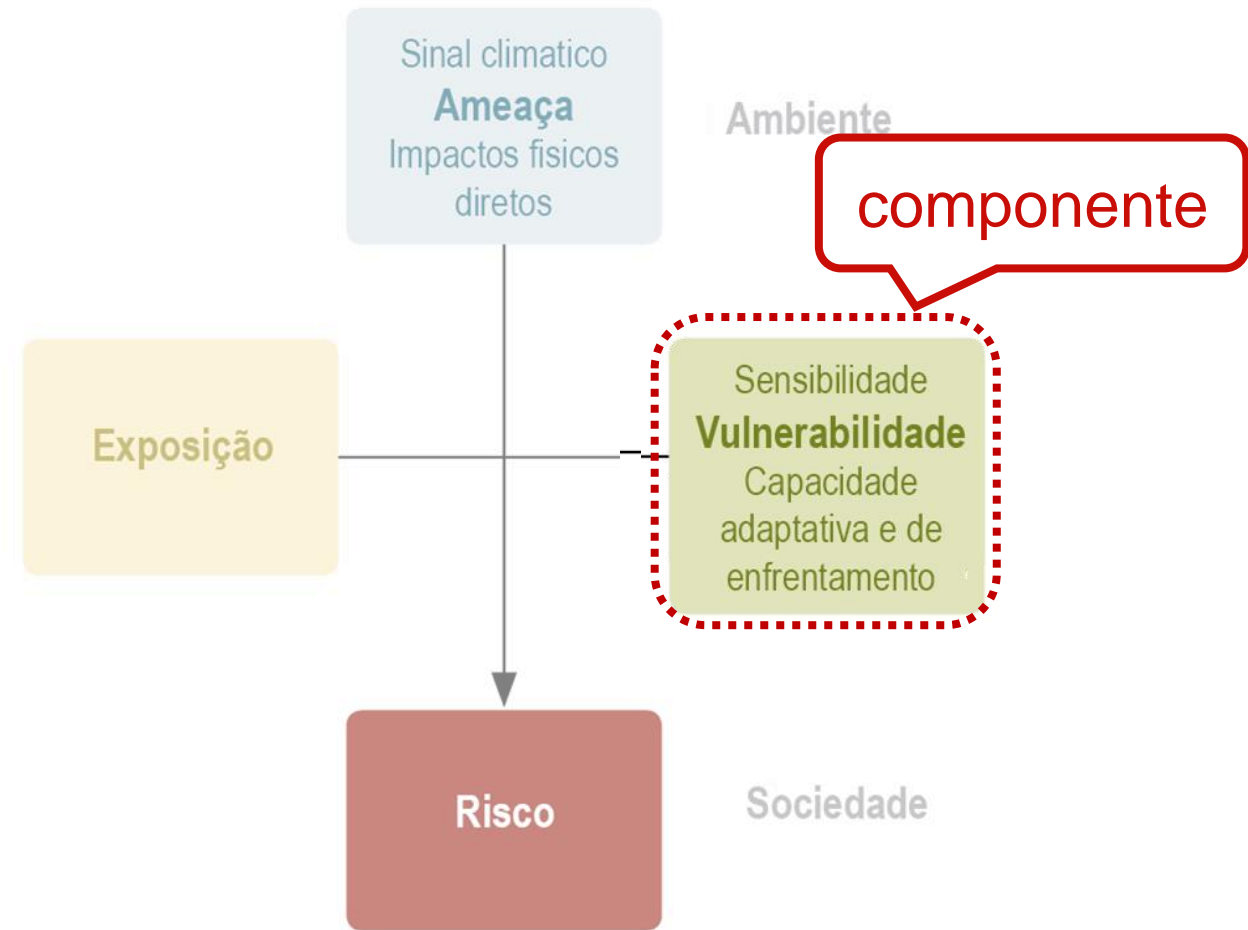 Sinal climatico
Ameaça
Impactos fisicos
diretos
Ambiente
componente
Exposição
Sensibilidade
Vulnerabilidade
Capacidade
adaptativa e de
enfrentamento
Risco
Sociedade